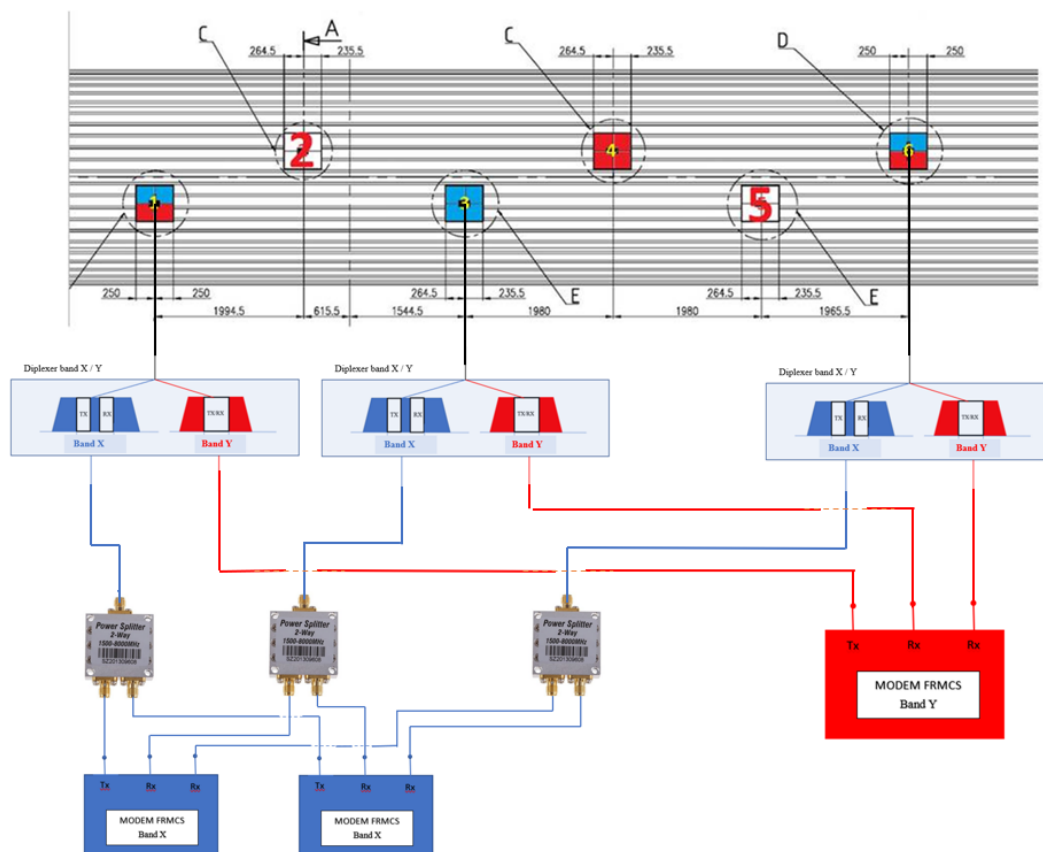 C
A
C
D
264.5
235.5
264.5
235.5
250
250
2
4
6
1
3
5
E
E
250
250
264.5
235.5
264.5
235.5
1994.5
615.5
1544.5
1980
1980
1965.5
Diplexer band X / Y
Diplexer band X / Y
Diplexer band X / Y
TX
RX
TX/RX
TX
RX
TX/RX
TX
RX
TX/RX
Band X
Band Y
Band X
Band Y
Band X
Band Y
Power Splitter
2-Way
1500-8000MHz
SZ201309608
Power Splitter
2-Way
1500-8000MHz
SZ201309608
Power Splitter
2-Way
1500-8000MHz
SZ201309608
Tx Rx Rx
MODEM FRMCS
Band Y
Tx Rx Rx
MODEM FRMCS
Band X
Tx Rx Rx
MODEM FRMCS
Band X